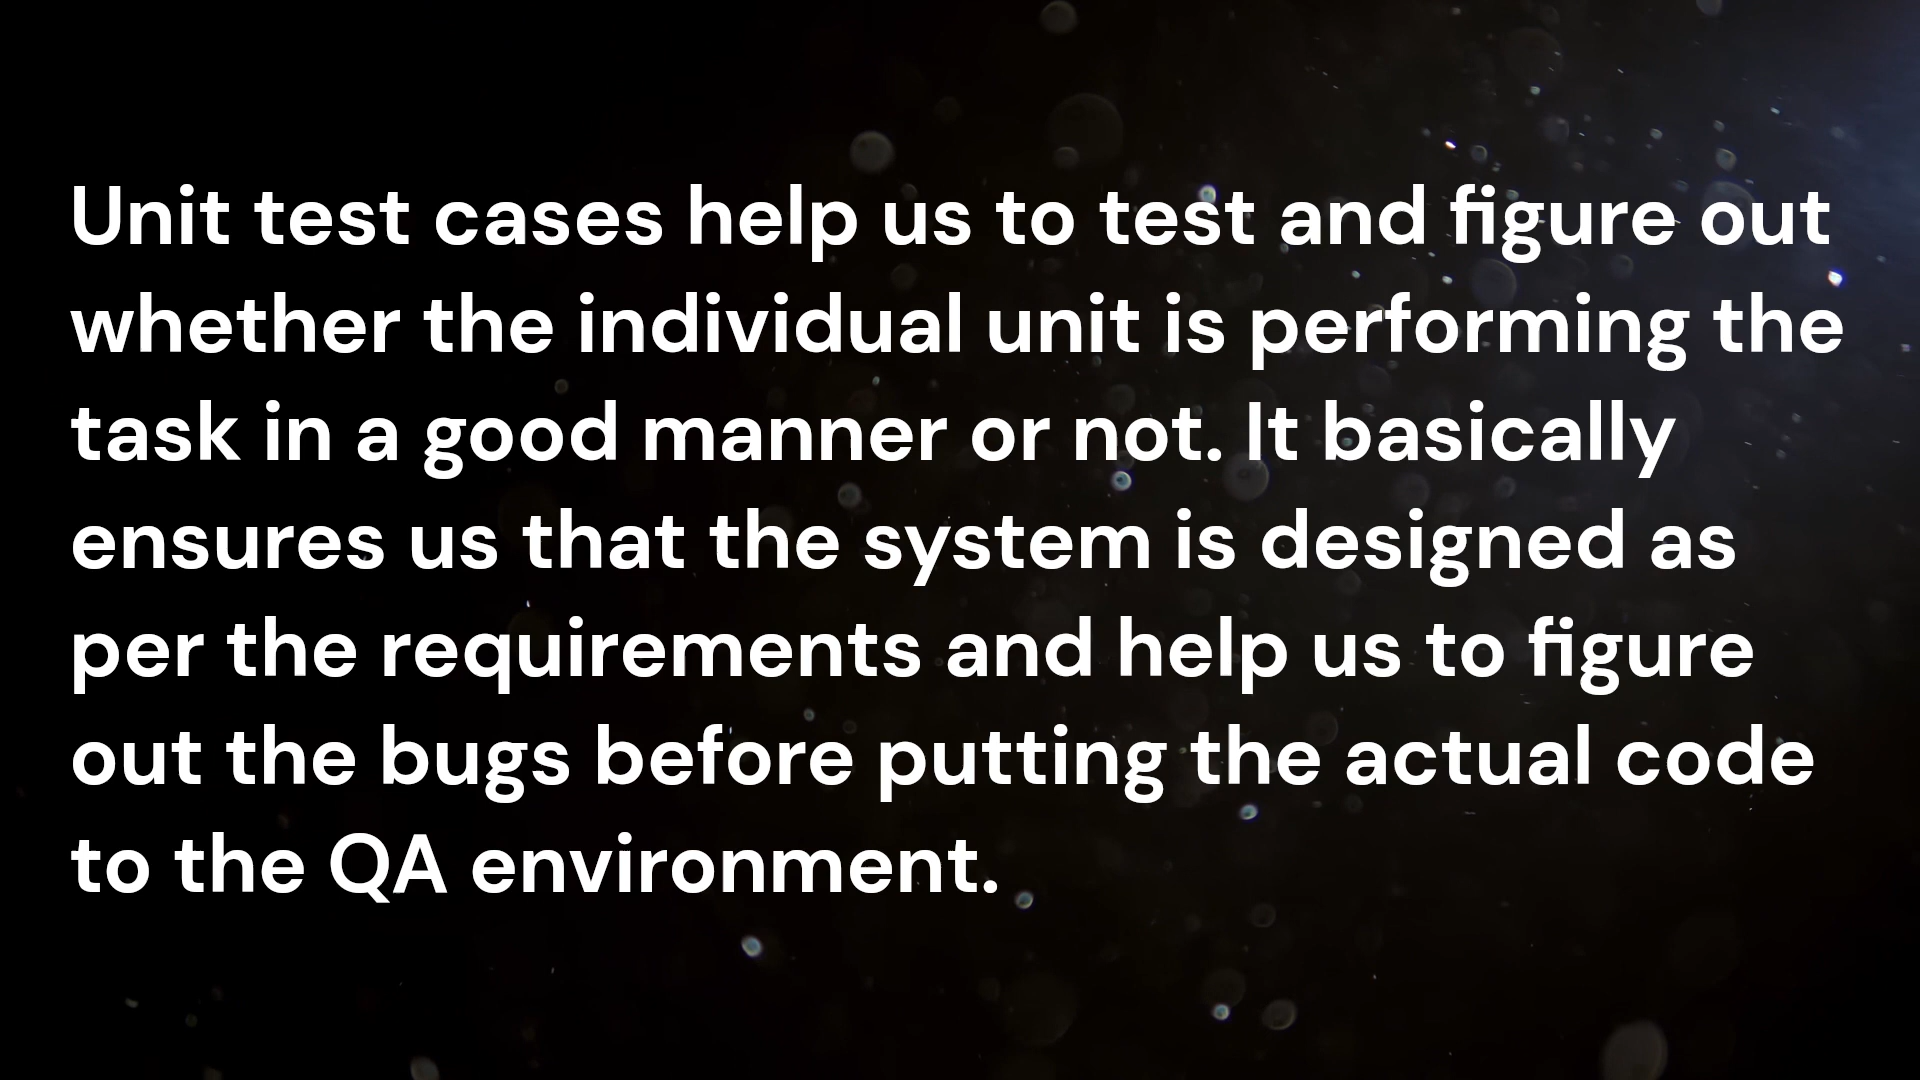 Unit test cases help us to test and figure out
whether the individual unit is performing the
task in a good manner or not. It basically
ensures us that the system is designed as
per the requirements and help us to figure
out the bugs before putting the actual code
to the QA environment.